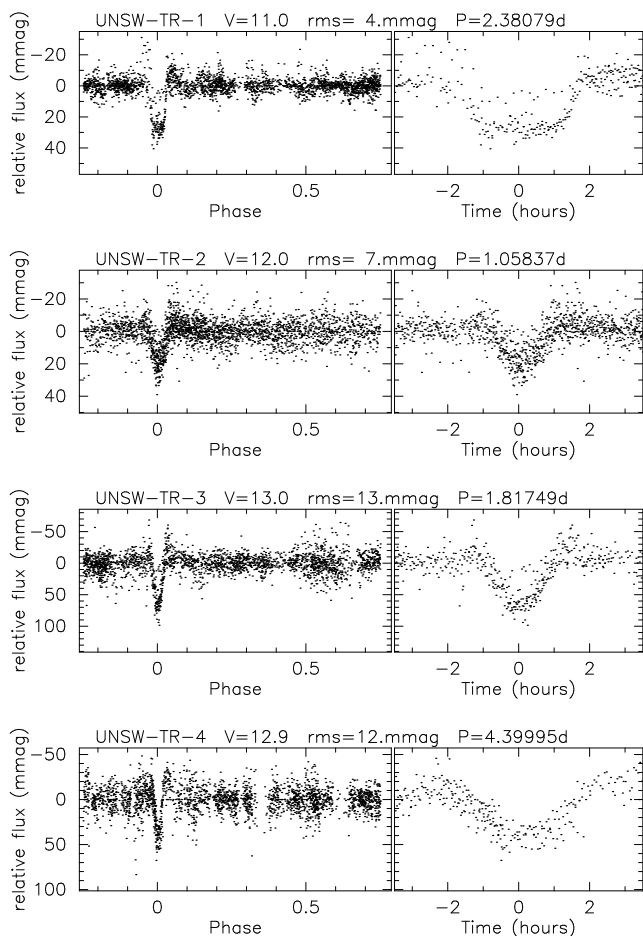 UNSW-TR-1 V=11.0 rms= 4.mmag P=2.38079d
relative flux (mmag)
-20
0
20
40
0 0.5
Phase
-2 0 2
Time (hours)
UNSW-TR-2 V=12.0 rms= 7.mmag P=1.05837d
relative flux (mmag)
-20
0
20
40
0 0.5
Phase
-2 0 2
Time (hours)
UNSW-TR-3 V=13.0 rms=13.mmag P=1.81749d
relative flux (mmag)
-50
0
50
100
0 0.5
Phase
-2 0 2
Time (hours)
UNSW-TR-4 V=12.9 rms=12.mmag P=4.39995d
relative flux (mmag)
-50
0
50
100
0 0.5
Phase
-2 0 2
Time (hours)